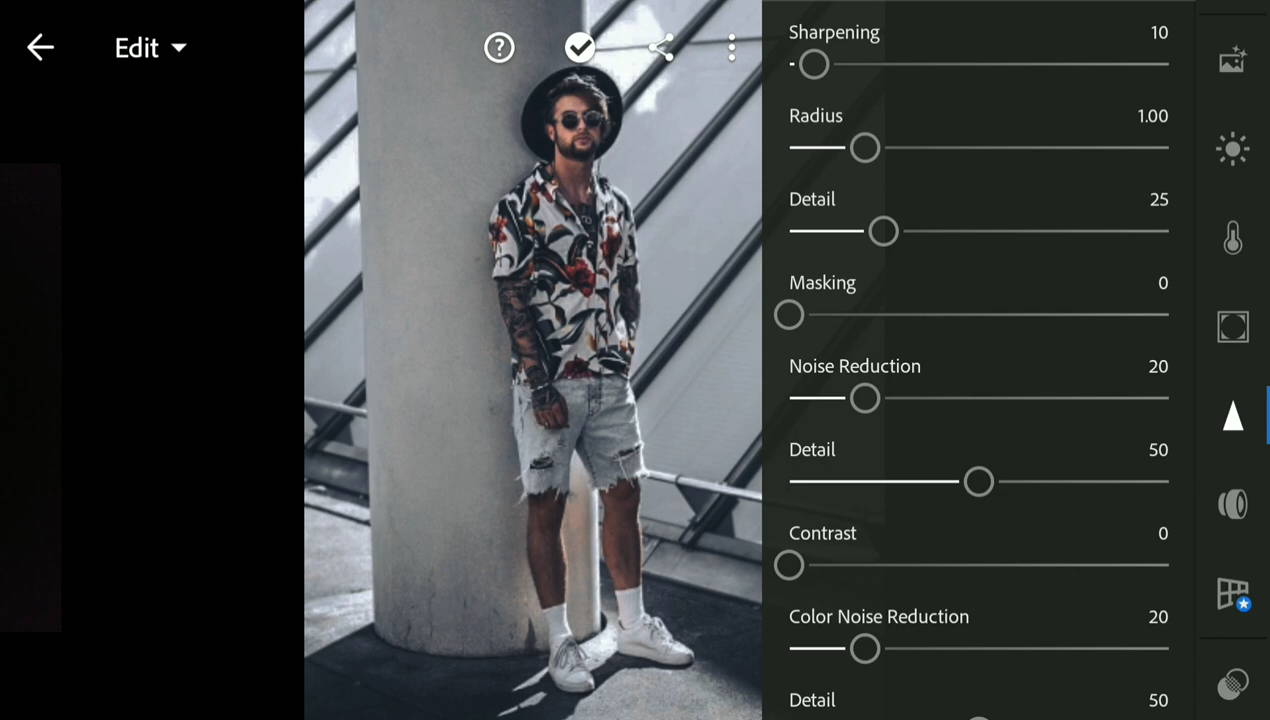 Edit
Sharpening 10
Radius 1.00
Detail 25
Masking 0
Noise Reduction 20
Detail 50
Contrast 0
Color Noise Reduction 20
Detail 50